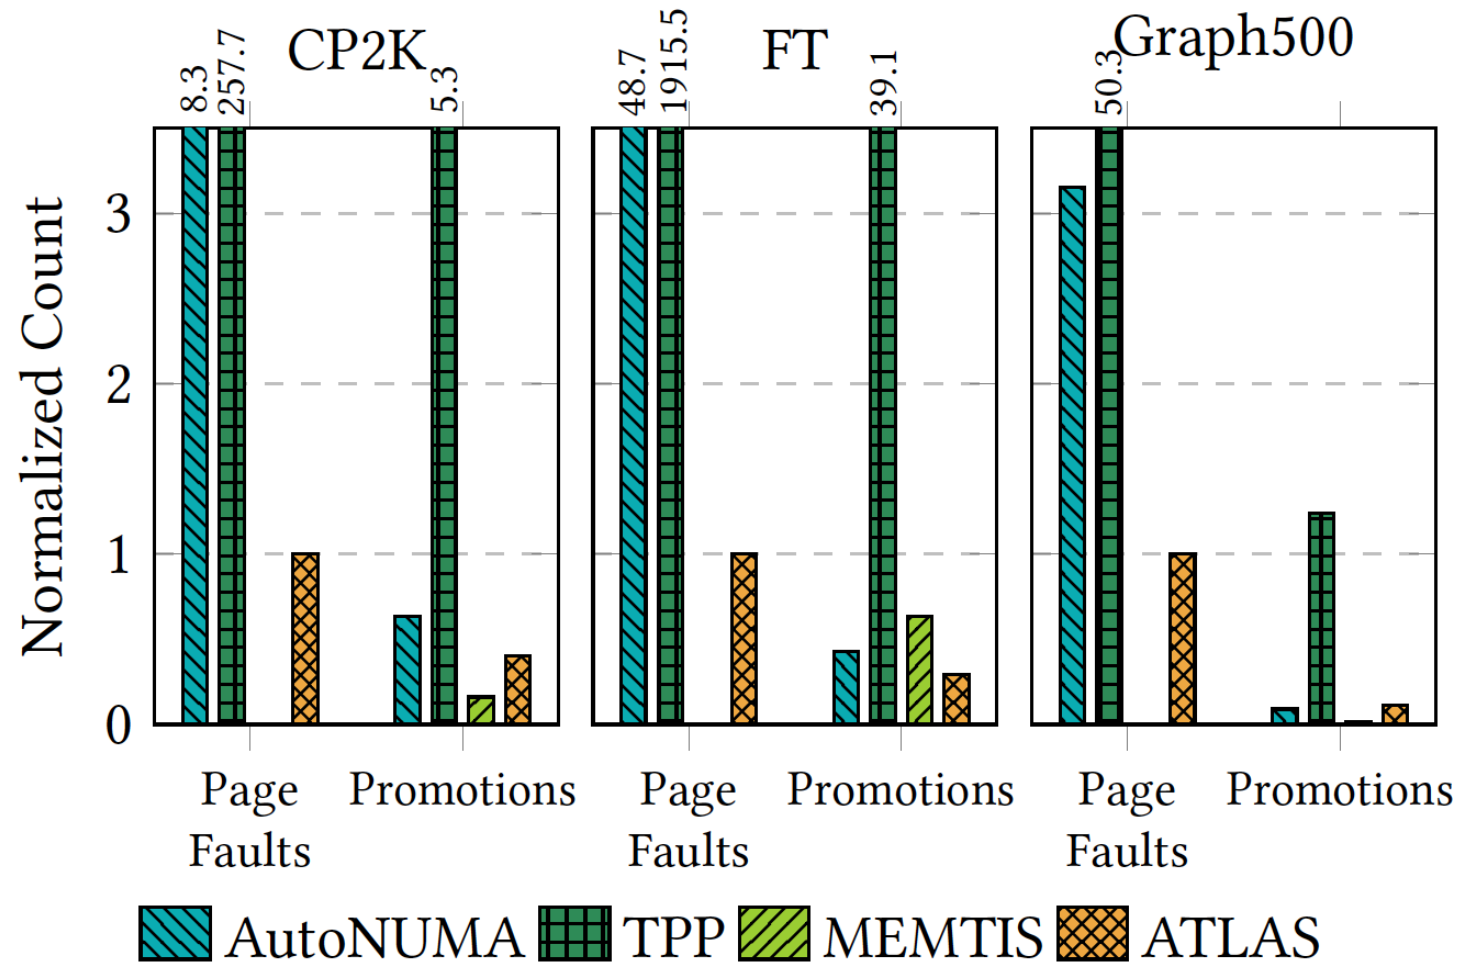 CP2K
FT
Graph500
8.3
257.7
5.3
48.7
1915.5
39.1
50.3
Normalized Count
3
2
1
0
Page Faults
Promotions
Page Faults
Promotions
Page Faults
Promotions
AutoNUMA TPP MEMTIS ATLAS